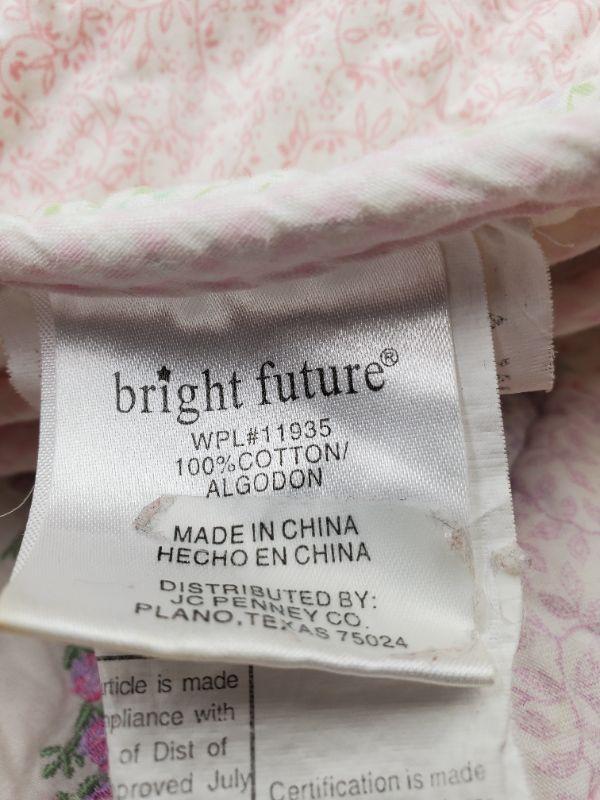 bright future®
WPL#11935
100%COTTON/
ALGODON
MADE IN CHINA
HECHO EN CHINA
DISTRIBUTED BY:
JC PENNEY CO.
PLANO,TEXAS 75024
rticle is made
pliance with
of Dist of
proved July
Certification is made